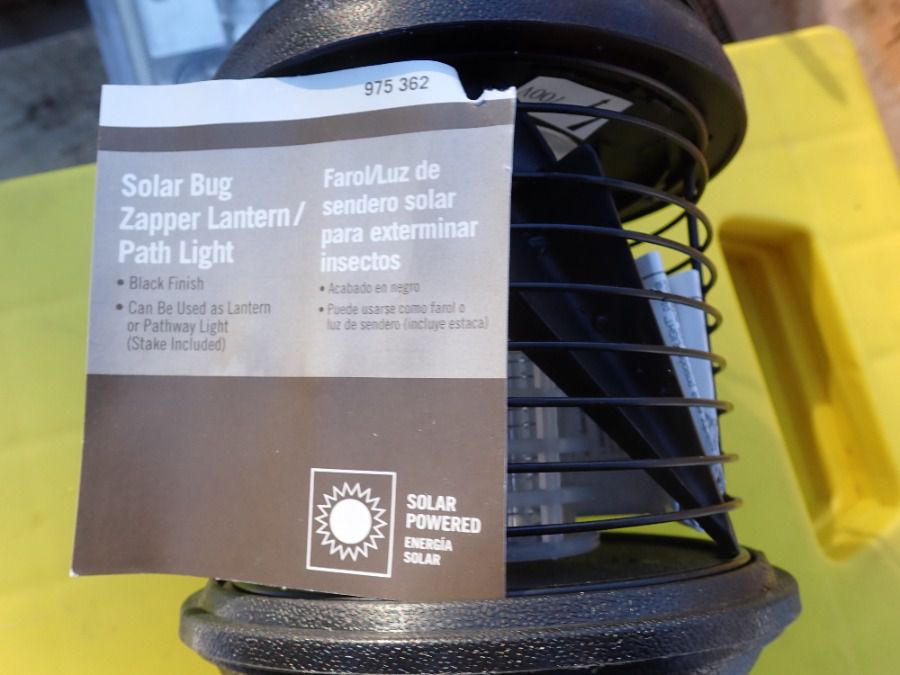 975 362
Solar Bug
Zapper Lantern/
Path Light
• Black Finish
• Can Be Used as Lantern
or Pathway Light
(Stake Included)
Farol/Luz de
sendero solar
para exterminar
insectos
• Acabado en negro
• Puede usarse como farol o
luz de sendero (incluye estaca)
SOLAR
POWERED
ENERGÍA
SOLAR